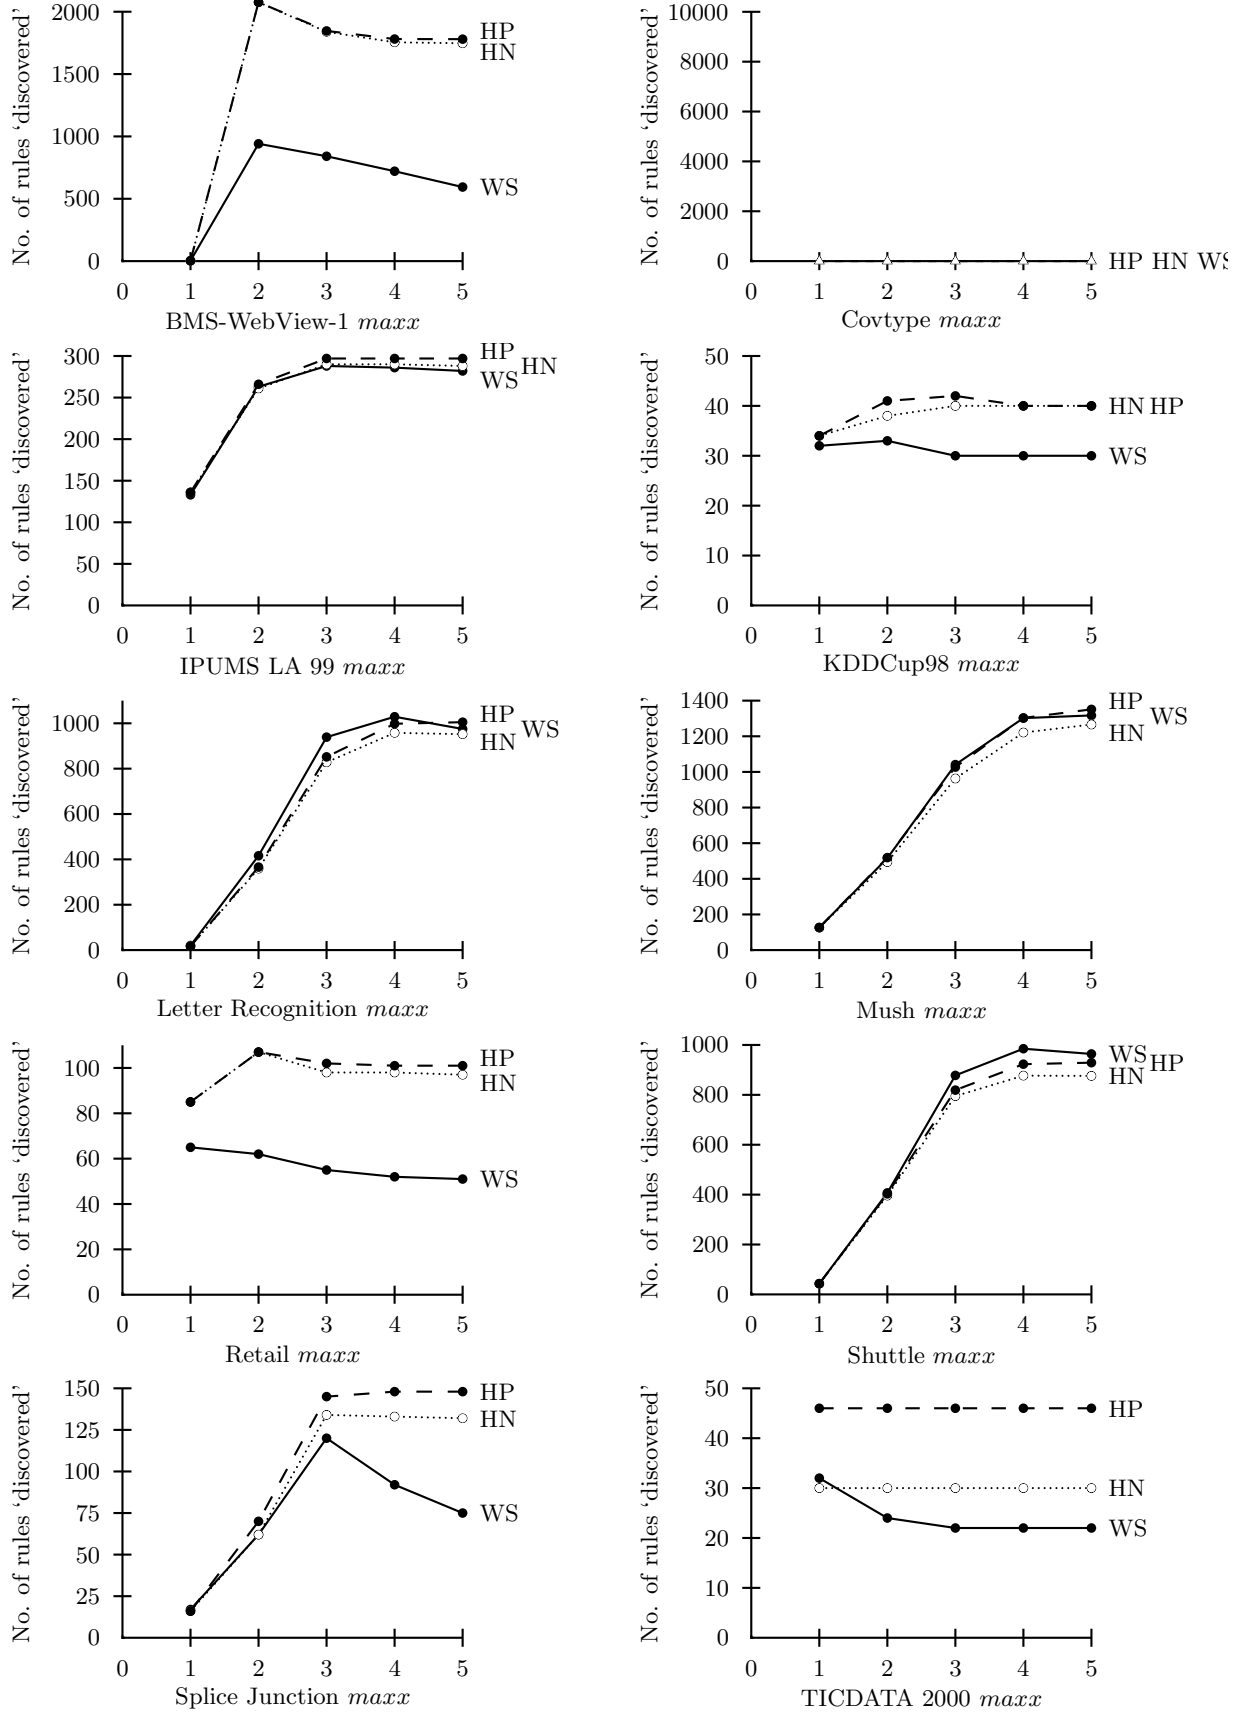 No. of rules ‘discovered’
2000
1500
1000
500
0
0 1 2 3 4 5
HP
HN
WS
BMS-WebView-1 maxx
No. of rules ‘discovered’
10000
8000
6000
4000
2000
0
0 1 2 3 4 5
HP HN WS
Covtype maxx
No. of rules ‘discovered’
300
250
200
150
100
50
0
0 1 2 3 4 5
HP
HN
WS
IPUMS LA 99 maxx
No. of rules ‘discovered’
50
40
30
20
10
0
0 1 2 3 4 5
HN HP
WS
KDDCup98 maxx
No. of rules ‘discovered’
1000
800
600
400
200
0
0 1 2 3 4 5
HP
WS
HN
Letter Recognition maxx
No. of rules ‘discovered’
1400
1200
1000
800
600
400
200
0
0 1 2 3 4 5
HP
WS
HN
Mush maxx
No. of rules ‘discovered’
100
80
60
40
20
0
0 1 2 3 4 5
HP
HN
WS
Retail maxx
No. of rules ‘discovered’
1000
800
600
400
200
0
0 1 2 3 4 5
WS
HP
HN
Shuttle maxx
No. of rules ‘discovered’
150
125
100
75
50
25
0
0 1 2 3 4 5
HP
HN
WS
Splice Junction maxx
No. of rules ‘discovered’
50
40
30
20
10
0
0 1 2 3 4 5
HP
HN
WS
TICDATA 2000 maxx